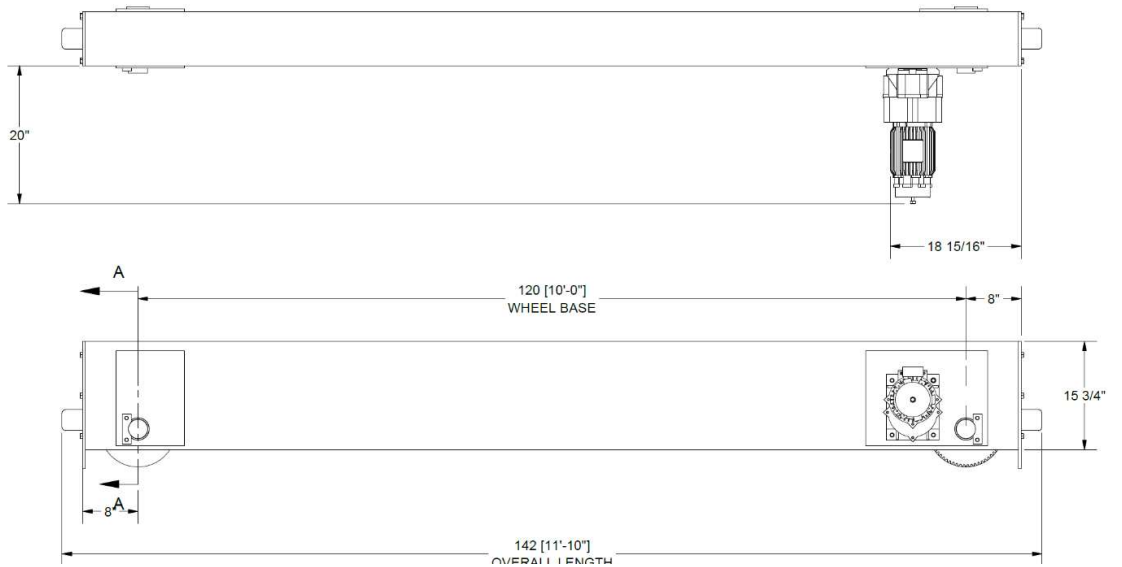 20"
18 15/16"
A
120 [10'-0"]
WHEEL BASE
8"
15 3/4"
A
8"
142 [11'-10"]
OVERALL LENGTH